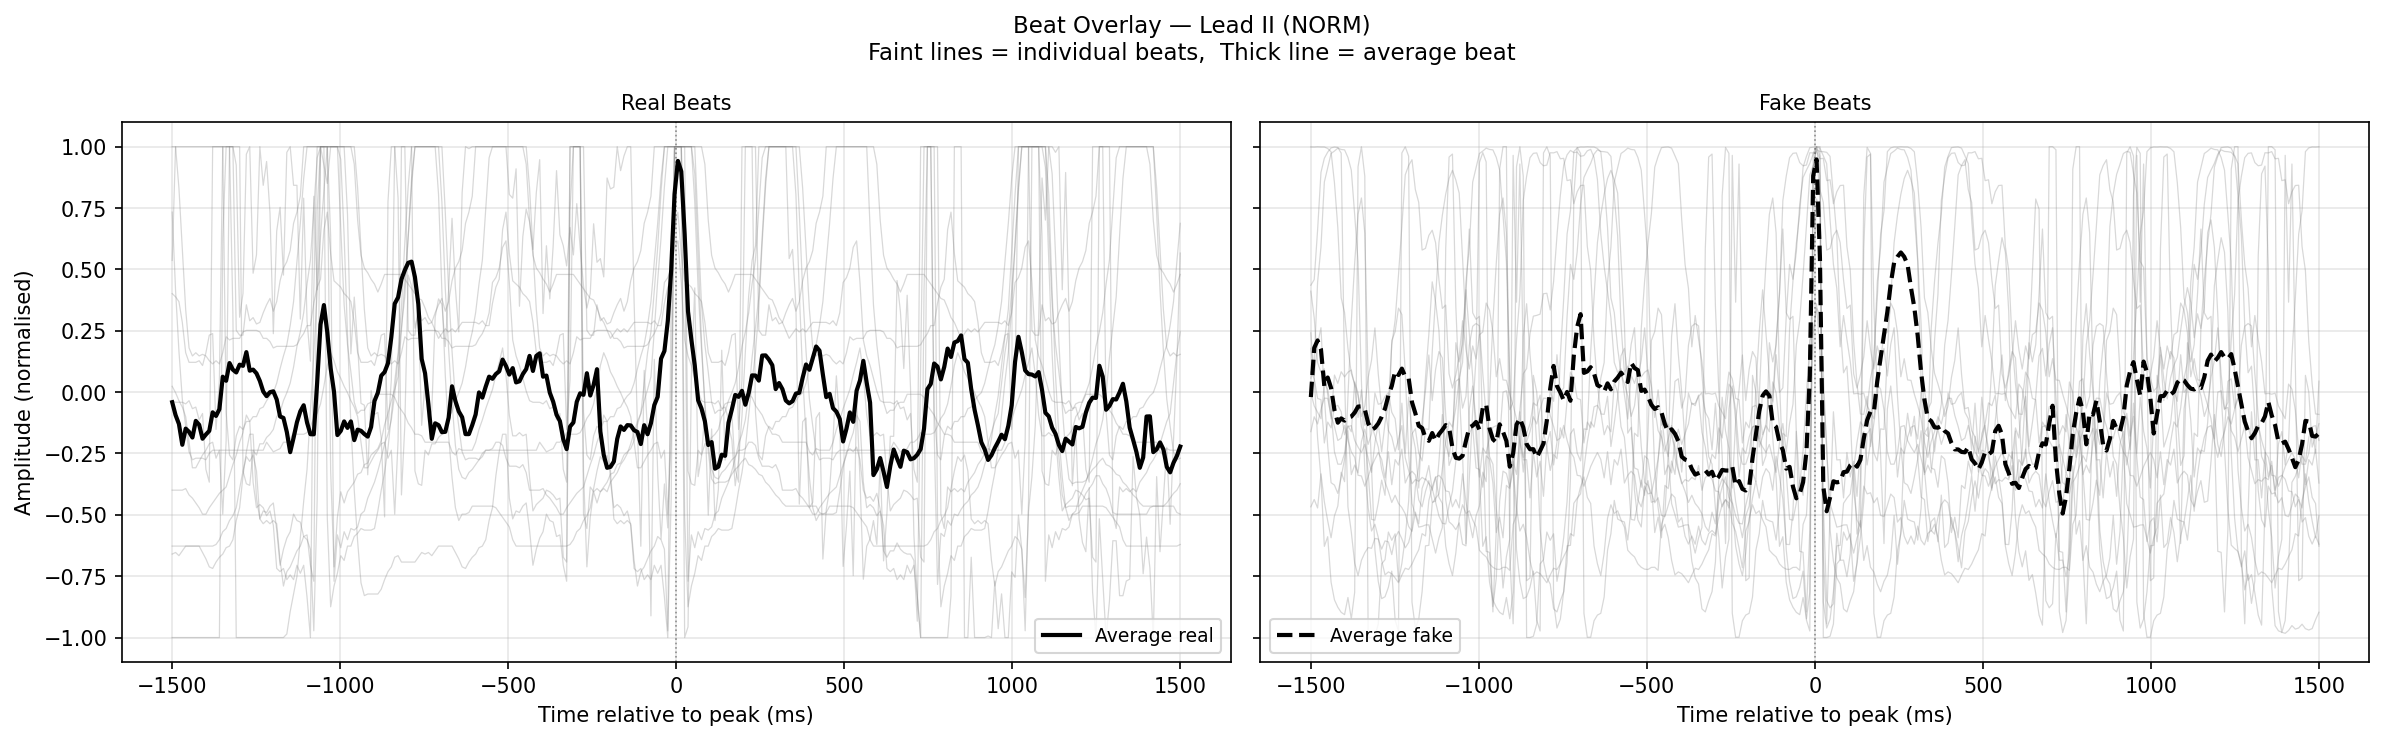 Beat Overlay — Lead II (NORM)
Faint lines = individual beats,  Thick line = average beat
Real Beats
Fake Beats
Amplitude (normalised)
1.00
0.75
0.50
0.25
0.00
−0.25
−0.50
−0.75
−1.00
Average real
Average fake
−1500
−1000
−500
0
500
1000
1500
−1500
−1000
−500
0
500
1000
1500
Time relative to peak (ms)
Time relative to peak (ms)